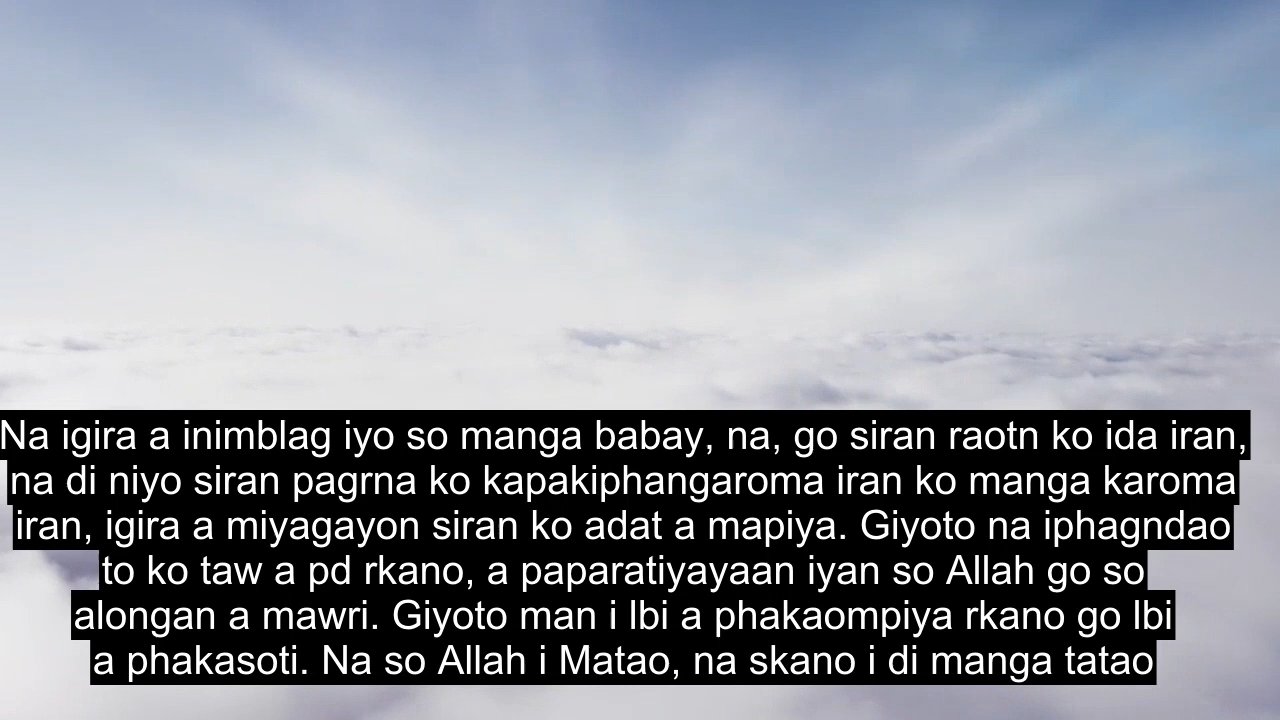 Na igira a inimblag iyo so manga babay, na, go siran raotn ko ida iran,
na di niyo siran pagrna ko kapakiphangaroma iran ko manga karoma
iran, igira a miyagayon siran ko adat a mapiya. Giyoto na iphagndao
to ko taw a pd rkano, a paparatiyayaan iyan so Allah go so
alongan a mawri. Giyoto man i lbi a phakaompiya rkano go lbi
a phakasoti. Na so Allah i Matao, na skano i di manga tatao